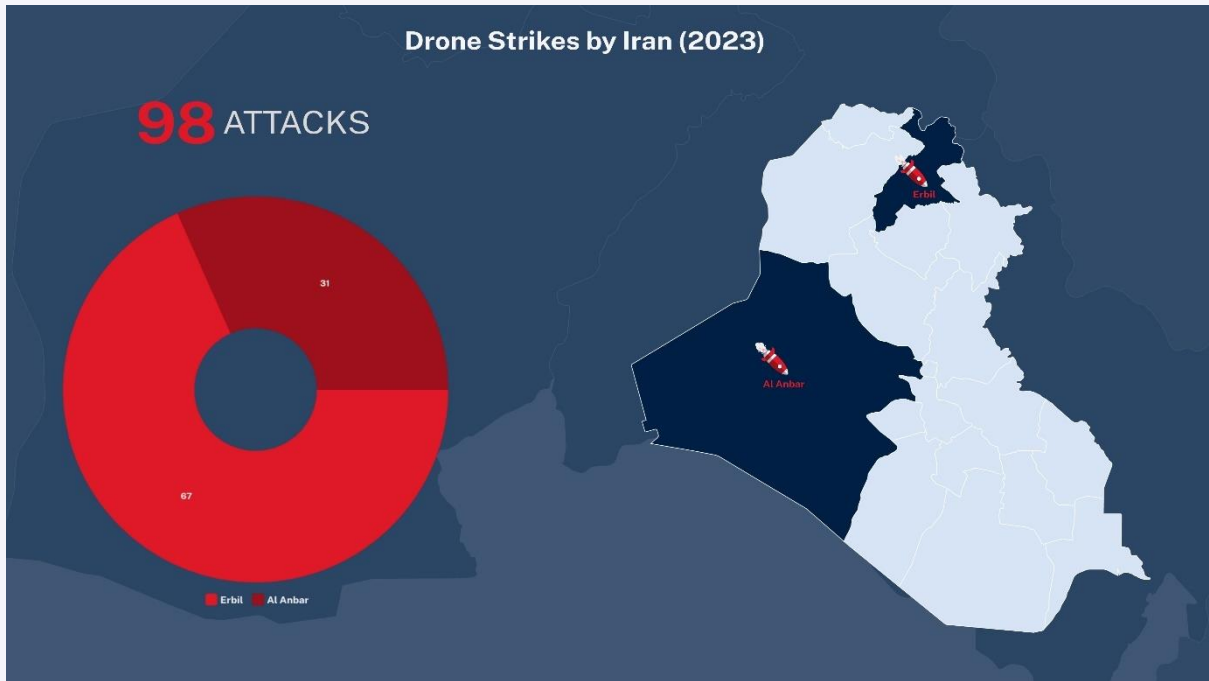 Drone Strikes by Iran (2023)
98 ATTACKS
31
67
Erbil Al Anbar
Erbil
Al Anbar